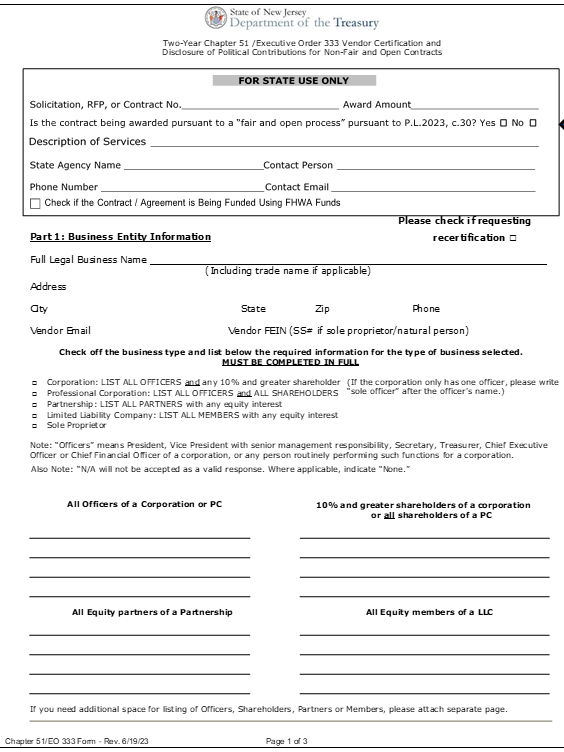 State of New Jersey
Department of the Treasury
Two-Year Chapter 51 /Executive Order 333 Vendor Certification and
Disclosure of Political Contributions for Non-Fair and Open Contracts
FOR STATE USE ONLY
Solicitation, RFP, or Contract No. Award Amount
Is the contract being awarded pursuant to a “fair and open process” pursuant to P.L.2023, c.30? Yes ☐ No ☐
Description of Services
State Agency Name Contact Person
Phone Number Contact Email
☐ Check if the Contract / Agreement is Being Funded Using FHWA Funds
Please check if requesting
recertification ☐
Part 1: Business Entity Information
Full Legal Business Name
(Including trade name if applicable)
Address
City State Zip Phone
Vendor Email Vendor FEIN (SS# if sole proprietor/natural person)
Check off the business type and list below the required information for the type of business selected.
MUST BE COMPLETED IN FULL
☐ Corporation: LIST ALL OFFICERS and any 10% and greater shareholder (If the corporation only has one officer, please write
☐ Professional Corporation: LIST ALL OFFICERS and ALL SHAREHOLDERS “sole officer” after the officer’s name.)
☐ Partnership: LIST ALL PARTNERS with any equity interest
☐ Limited Liability Company: LIST ALL MEMBERS with any equity interest
☐ Sole Proprietor
Note: “Officers” means President, Vice President with senior management responsibility, Secretary, Treasurer, Chief Executive
Officer or Chief Financial Officer of a corporation, or any person routinely performing such functions for a corporation.
Also Note: “N/A will not be accepted as a valid response. Where applicable, indicate “None.”
All Officers of a Corporation or PC
10% and greater shareholders of a corporation
or all shareholders of a PC
All Equity partners of a Partnership
All Equity members of a LLC
If you need additional space for listing of Officers, Shareholders, Partners or Members, please attach separate page.
Chapter 51/EO 333 Form - Rev. 6/19/23 Page 1 of 3